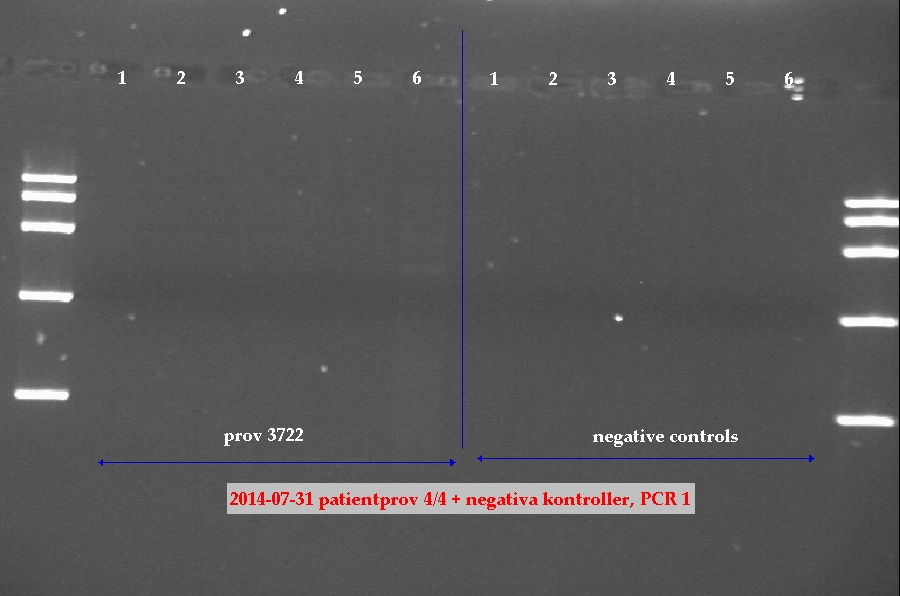 1 2 3 4 5 6 1 2 3 4 5 6
prov 3722
negative controls
2014-07-31 patientprov 4/4 + negativa kontroller, PCR 1